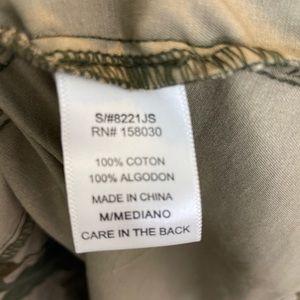 S/#8221JS
RN# 158030
100% COTON
100% ALGODON
MADE IN CHINA
M/MEDIANO
CARE IN THE BACK